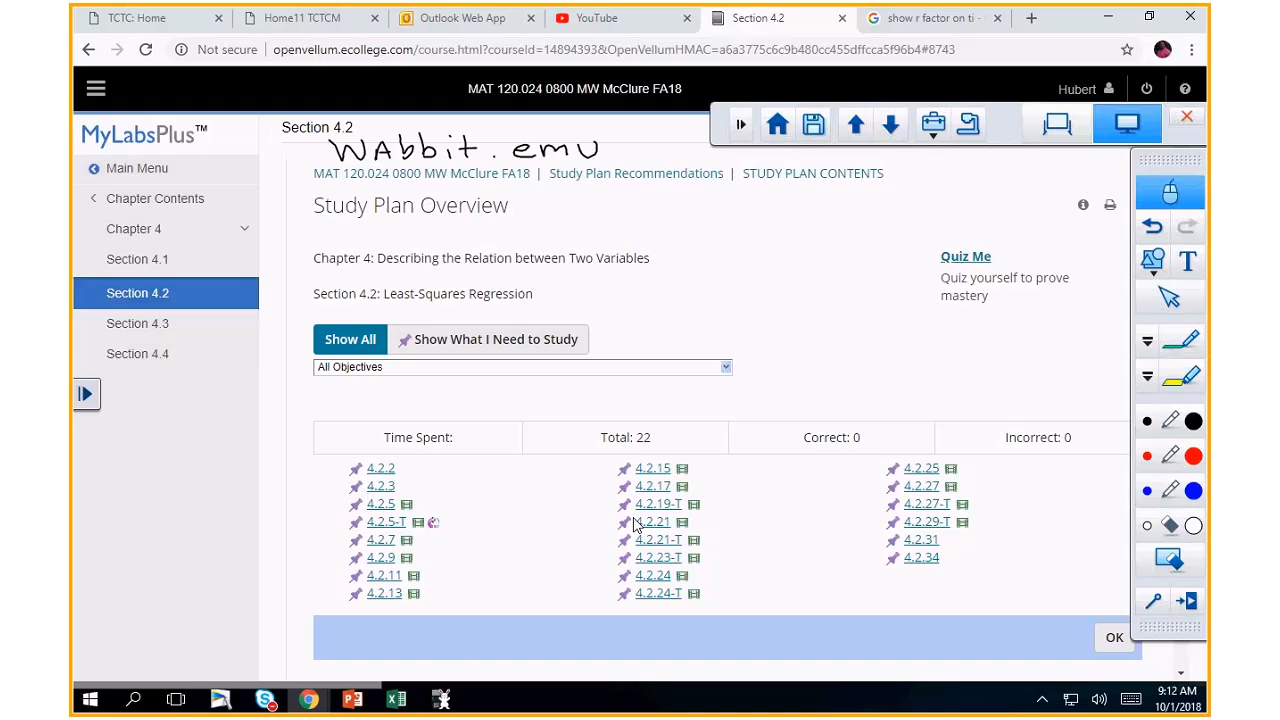 TCTC: Home
Home11 TCTCM
Outlook Web App
YouTube
Section 4.2
show r factor on ti -
Not secure | openvellum.ecollege.com/course.html?courseId=14894393&OpenVellumHMAC=a6a3775c6c9b480cc455dffcca5f96b4#8743
MAT 120.024 0800 MW McClure FA18
Hubert
MyLabsPlus™
Main Menu
Chapter Contents
Chapter 4
Section 4.1
Section 4.2
Section 4.3
Section 4.4
Section 4.2
WAbbit.emu
MAT 120.024 0800 MW McClure FA18 | Study Plan Recommendations | STUDY PLAN CONTENTS
Study Plan Overview
Chapter 4: Describing the Relation between Two Variables
Section 4.2: Least-Squares Regression
Quiz Me
Quiz yourself to prove
mastery
Show All
Show What I Need to Study
All Objectives
Time Spent:
Total: 22
Correct: 0
Incorrect: 0
4.2.2
4.2.3
4.2.5
4.2.5-T
4.2.7
4.2.9
4.2.11
4.2.13
4.2.15
4.2.17
4.2.19-T
4.2.21
4.2.21-T
4.2.23-T
4.2.24
4.2.24-T
4.2.25
4.2.27
4.2.27-T
4.2.29-T
4.2.31
4.2.34
OK
T
9:12 AM
10/1/2018